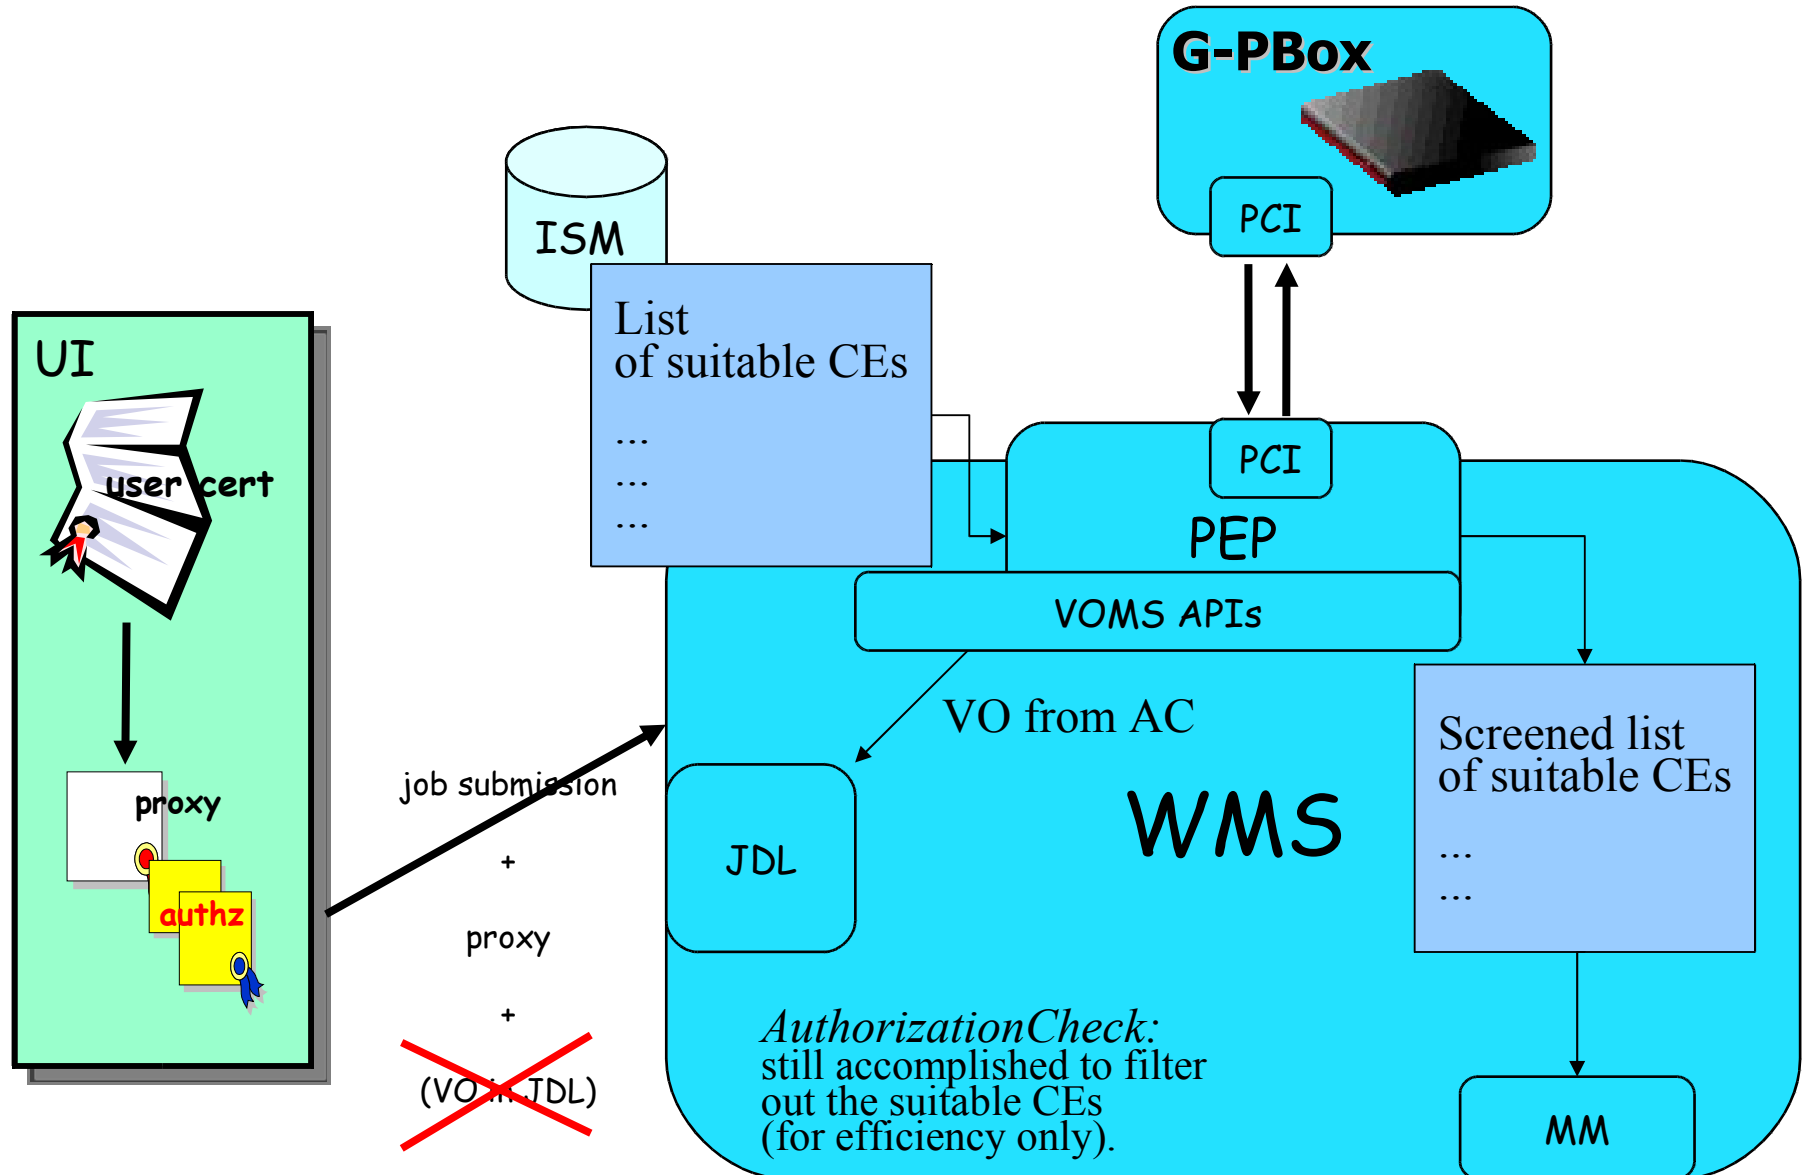 G-PBox
PCI
ISM
List
of suitable CEs
...
...
...
UI
user cert
proxy
authz
PCI
PEP
VOMS APIs
VO from AC
job submission
+
proxy
+
(VO in JDL)
JDL
WMS
Screened list
of suitable CEs
...
...
AuthorizationCheck:
still accomplished to filter
out the suitable CEs
(for efficiency only).
MM